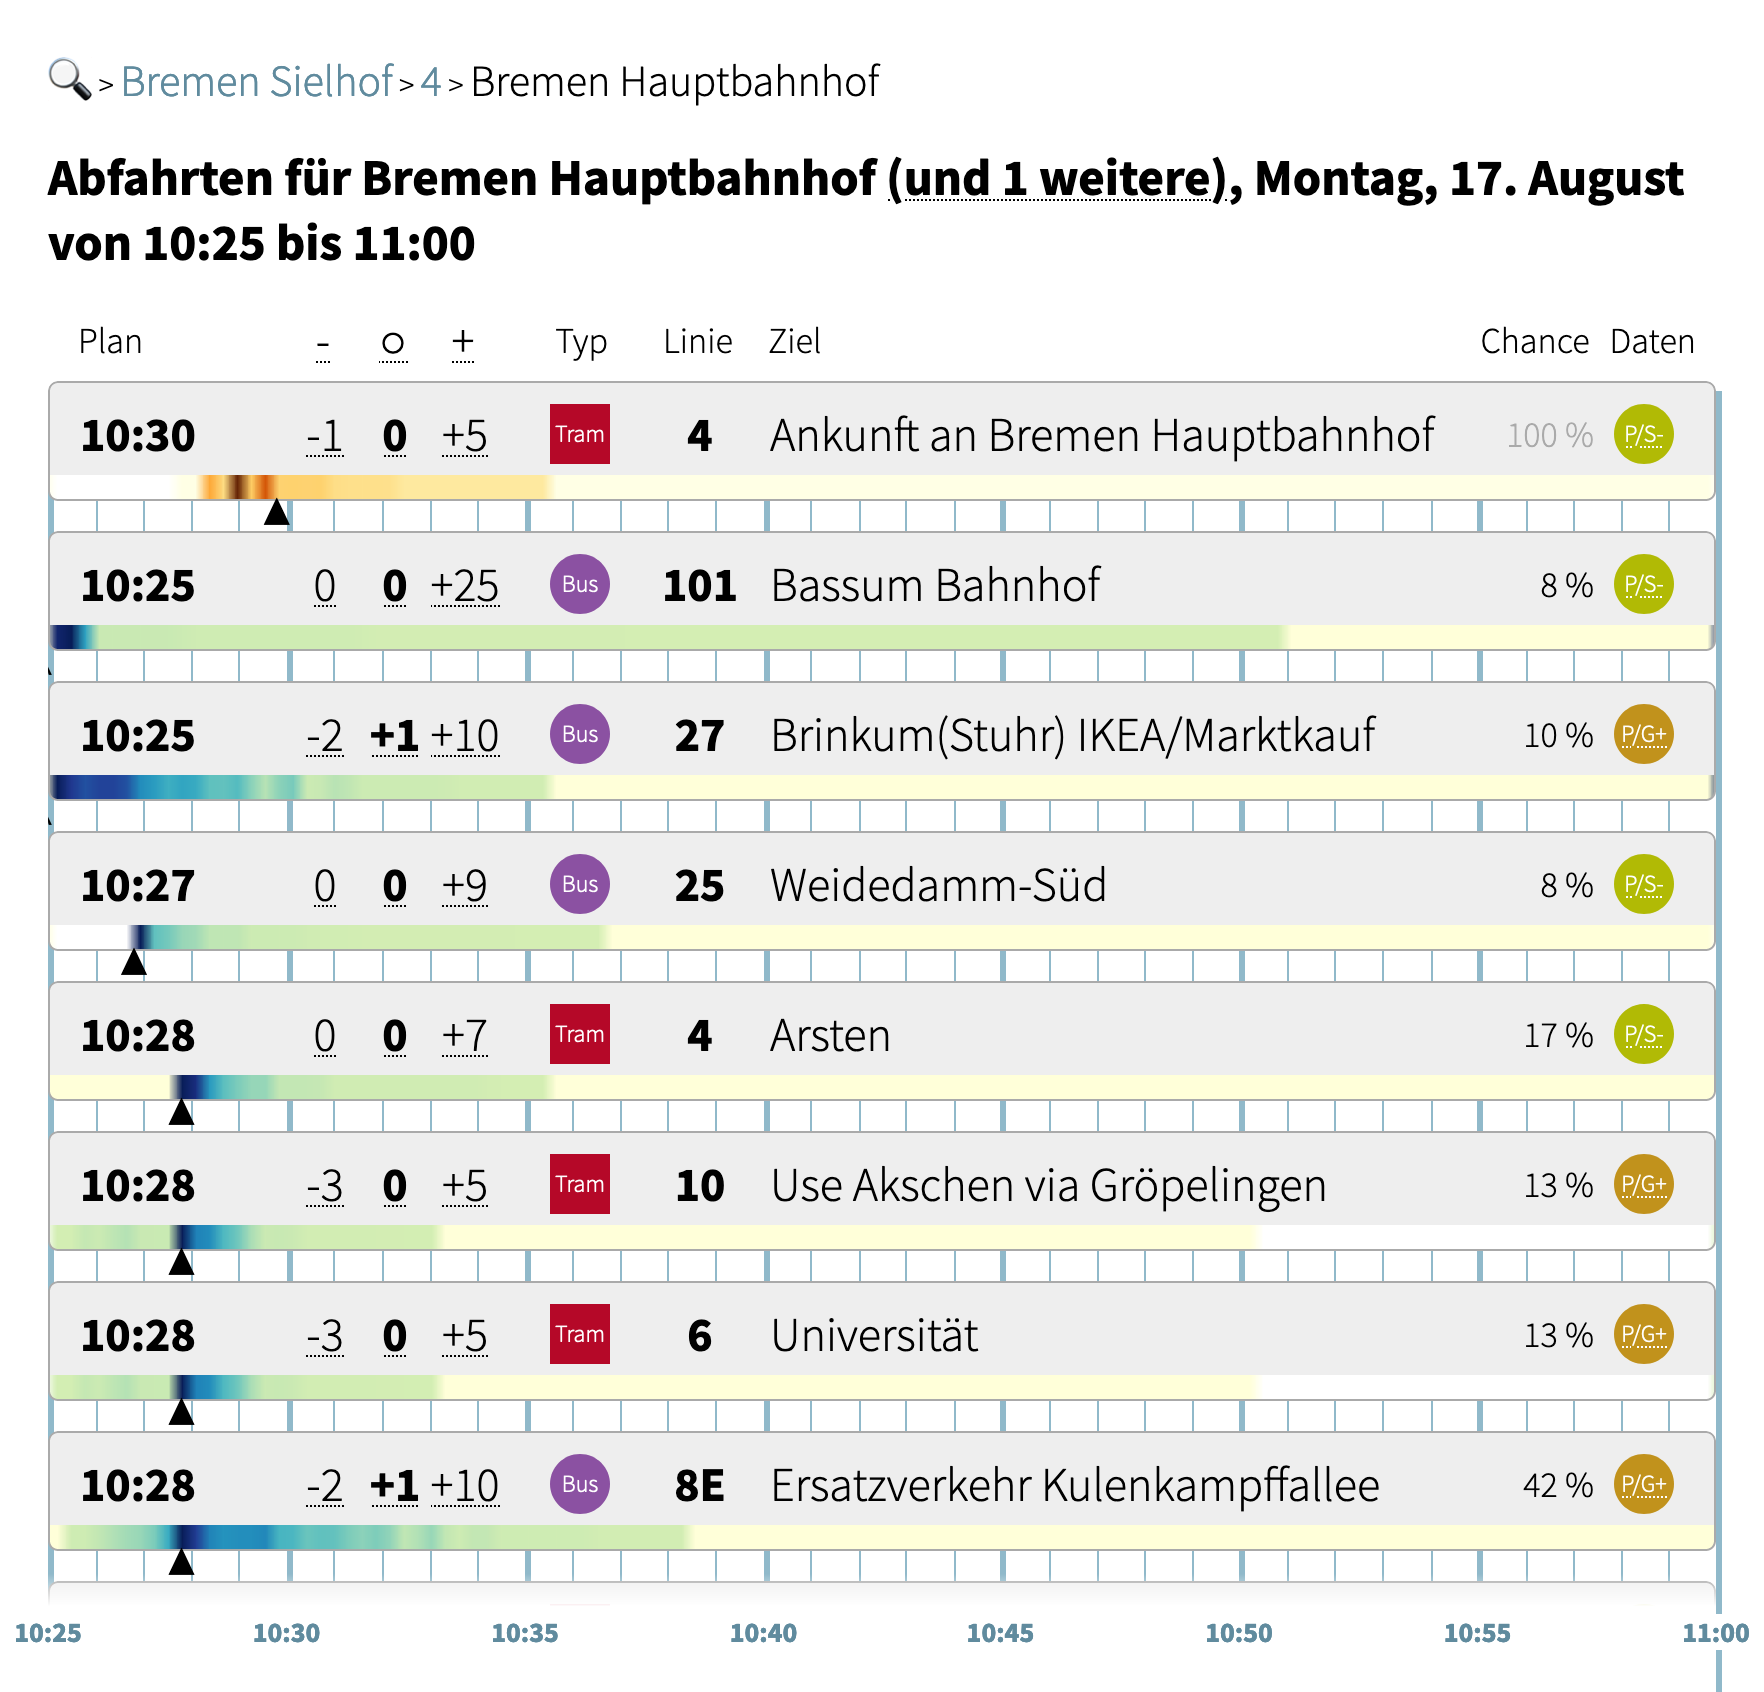 > Bremen Sielhof > 4 > Bremen Hauptbahnhof
Abfahrten für Bremen Hauptbahnhof (und 1 weitere), Montag, 17. August
von 10:25 bis 11:00
Plan - o + Typ Linie Ziel Chance Daten
10:30 -1 0 +5 Tram 4 Ankunft an Bremen Hauptbahnhof 100 % P/S-
10:25 0 0 +25 Bus 101 Bassum Bahnhof 8 % P/S-
10:25 -2 +1 +10 Bus 27 Brinkum(Stuhr) IKEA/Marktkauf 10 % P/G+
10:27 0 0 +9 Bus 25 Weidedamm-Süd 8 % P/S-
10:28 0 0 +7 Tram 4 Arsten 17 % P/S-
10:28 -3 0 +5 Tram 10 Use Akschen via Gröpelingen 13 % P/G+
10:28 -3 0 +5 Tram 6 Universität 13 % P/G+
10:28 -2 +1 +10 Bus 8E Ersatzverkehr Kulenkampffallee 42 % P/G+
10:25 10:30 10:35 10:40 10:45 10:50 10:55 11:00